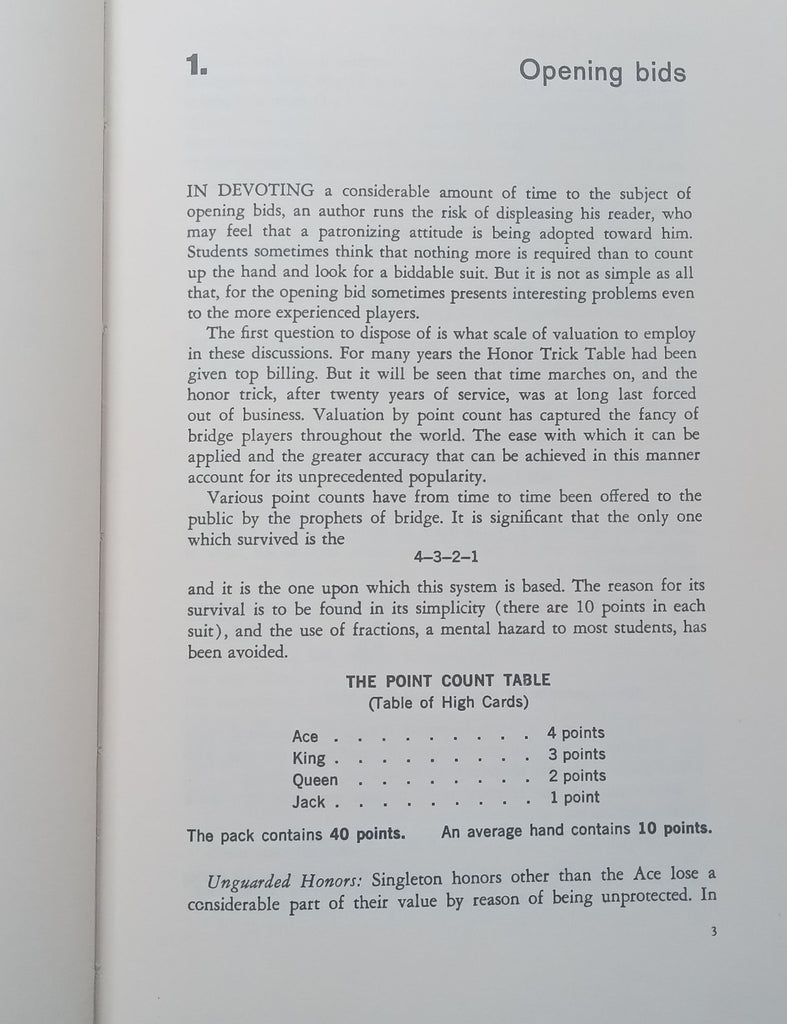 1.
Opening bids
IN DEVOTING a considerable amount of time to the subject of
opening bids, an author runs the risk of displeasing his reader, who
may feel that a patronizing attitude is being adopted toward him.
Students sometimes think that nothing more is required than to count
up the hand and look for a biddable suit. But it is not as simple as all
that, for the opening bid sometimes presents interesting problems even
to the more experienced players.
The first question to dispose of is what scale of valuation to employ
in these discussions. For many years the Honor Trick Table had been
given top billing. But it will be seen that time marches on, and the
honor trick, after twenty years of service, was at long last forced
out of business. Valuation by point count has captured the fancy of
bridge players throughout the world. The ease with which it can be
applied and the greater accuracy that can be achieved in this manner
account for its unprecedented popularity.
Various point counts have from time to time been offered to the
public by the prophets of bridge. It is significant that the only one
which survived is the
4–3–2–1
and it is the one upon which this system is based. The reason for its
survival is to be found in its simplicity (there are 10 points in each
suit), and the use of fractions, a mental hazard to most students, has
been avoided.
THE POINT COUNT TABLE
(Table of High Cards)
Ace . . . . . . . . . 4 points
King . . . . . . . . . 3 points
Queen . . . . . . . . 2 points
Jack . . . . . . . . . 1 point
The pack contains 40 points. An average hand contains 10 points.
Unguarded Honors: Singleton honors other than the Ace lose a
considerable part of their value by reason of being unprotected. In
3